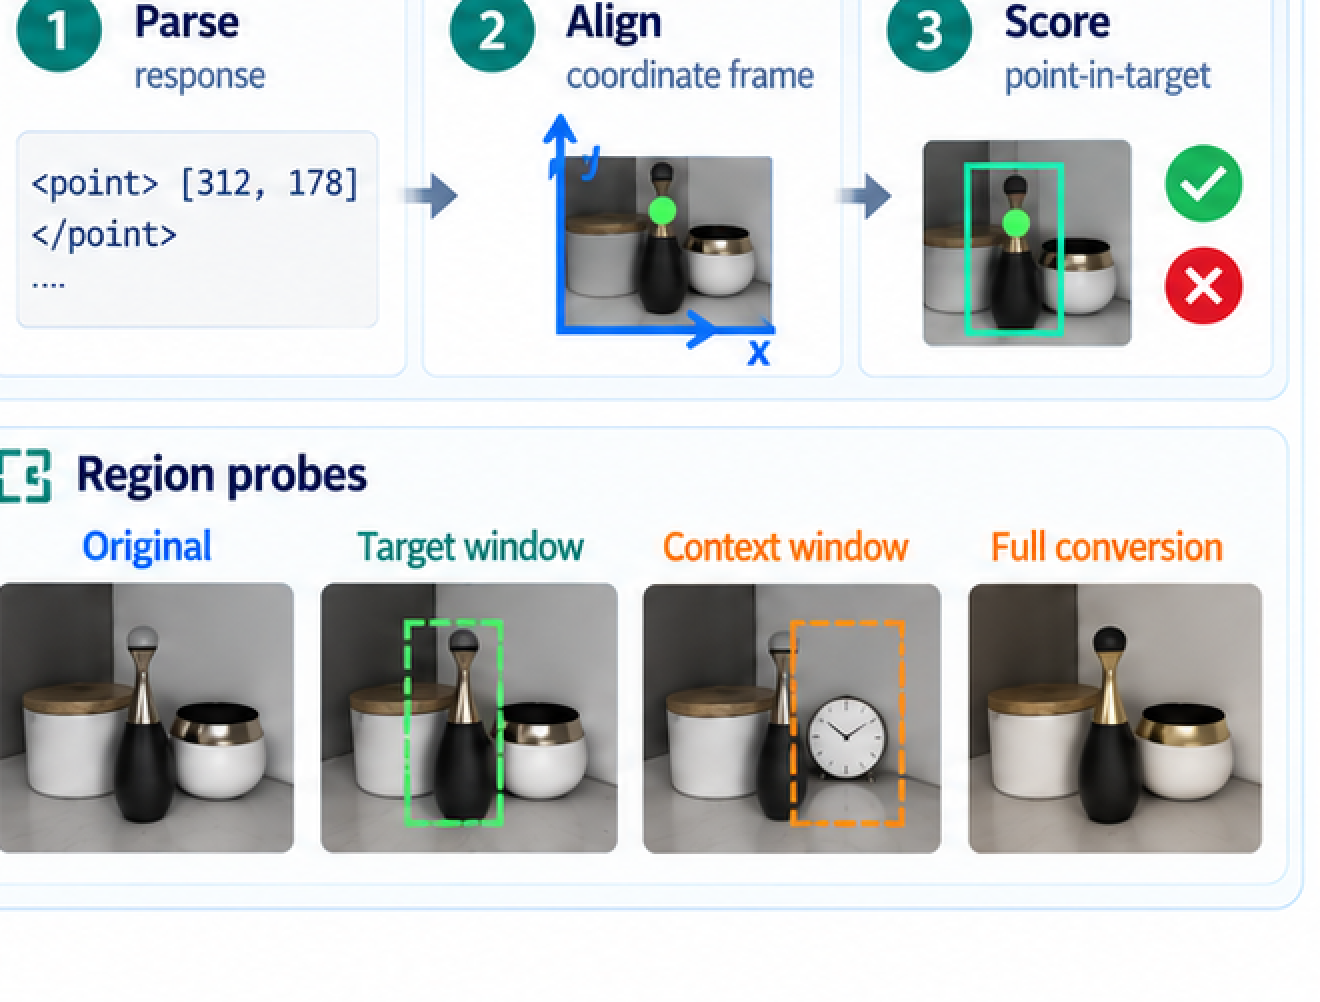 1 Parse
response
<point> [312, 178]
</point>
....
2 Align
coordinate frame
y
x
3 Score
point-in-target
Region probes
Original
Target window
Context window
Full conversion